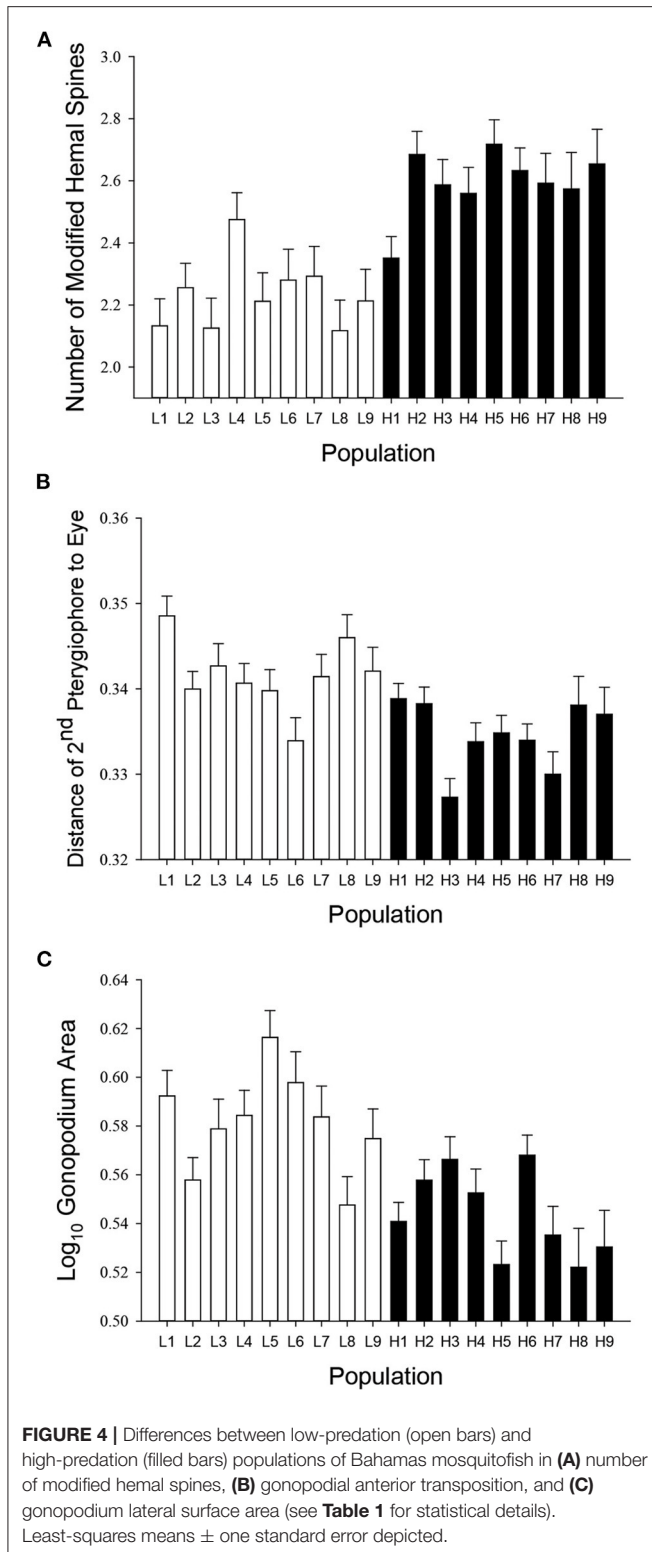 A
3.0
2.8
2.6
2.4
2.2
2.0
Number of Modified Hemal Spines
L1 L2 L3 L4 L5 L6 L7 L8 L9 H1 H2 H3 H4 H5 H6 H7 H8 H9
Population
B
0.36
0.35
0.34
0.33
0.32
Distance of 2nd Pterygiophore to Eye
L1 L2 L3 L4 L5 L6 L7 L8 L9 H1 H2 H3 H4 H5 H6 H7 H8 H9
Population
C
0.64
0.62
0.60
0.58
0.56
0.54
0.52
0.50
Log10 Gonopodium Area
L1 L2 L3 L4 L5 L6 L7 L8 L9 H1 H2 H3 H4 H5 H6 H7 H8 H9
Population
FIGURE 4 | Differences between low-predation (open bars) and
high-predation (filled bars) populations of Bahamas mosquitofish in (A) number
of modified hemal spines, (B) gonopodial anterior transposition, and (C)
gonopodium lateral surface area (see Table 1 for statistical details).
Least-squares means ± one standard error depicted.